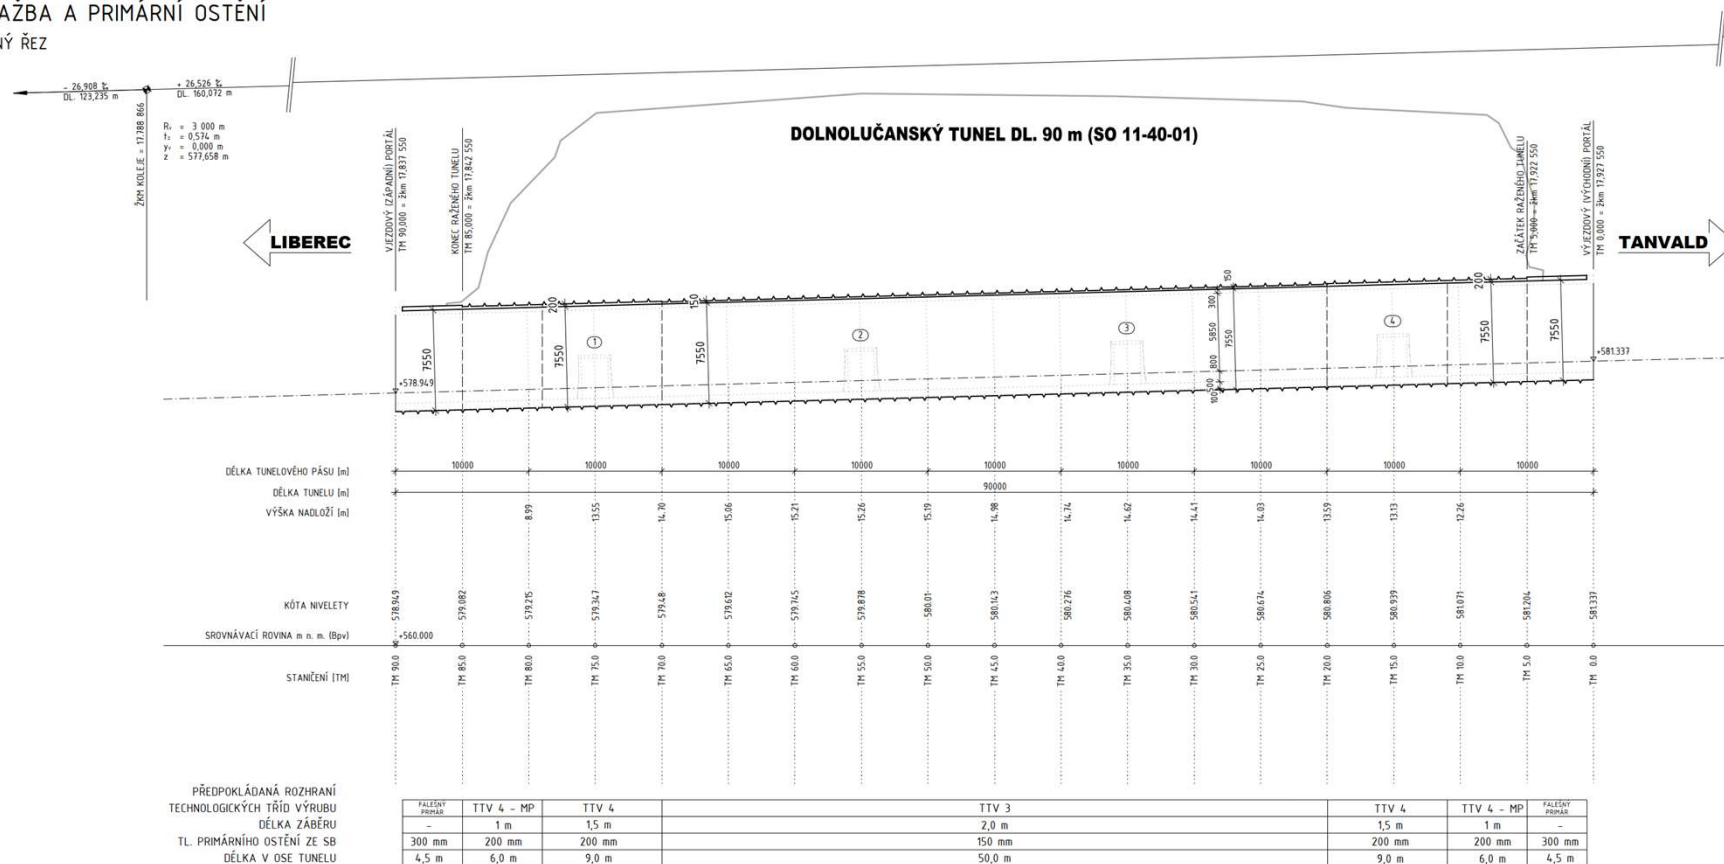 AŽBA A PRIMÁRNÍ OSTĚNÍ
NÝ ŘEZ
- 26,908 ‰
DL. 123,235 m
+ 26,526 ‰
DL. 160,072 m
ŽKM KOLEJE = 17,788 866
= 3 000 m
= 0,574 m
= 0,000 m
z = 577,658 m
DOLNOLUČANSKÝ TUNEL DL. 90 m (SO 11-40-01)
LIBEREC
TANVALD
VJEZDOVÝ (ZÁPADNÍ) PORTÁL
TM 90,000 = žkm 17,837 550
KONEC RAŽENÉHO TUNELU
TM 85,000 = žkm 17,842 550
ZAČÁTEK RAŽENÉHO TUNELU
TM 5,000 = žkm 17,922 550
VÝJEZDOVÝ (VÝCHODNÍ) PORTÁL
TM 0,000 = žkm 17,927 550
7550
200
7550
1
150
7550
2
3
150
300
5850
800
500
100
7550
4
200
7550
7550
+578.949
+581.337
DÉLKA TUNELOVÉHO PÁSU [m] 10000 10000 10000 10000 10000 10000 10000 10000 10000
DÉLKA TUNELU [m] 90000
VÝŠKA NADLOŽÍ [m] 8.99 13.55 14.70 15.06 15.21 15.26 15.19 14.98 14.74 14.62 14.41 14.03 13.59 13.13 12.26
KÓTA NIVELETY 578.949 579.082 579.215 579.347 579.48 579.612 579.745 579.878 580.01 580.143 580.276 580.408 580.541 580.674 580.806 580.939 581.071 581.204 581.337
SROVNÁVACÍ ROVINA m n. m. (Bpv) +560.000
STANIČENÍ [TM] TM 90.0 TM 85.0 TM 80.0 TM 75.0 TM 70.0 TM 65.0 TM 60.0 TM 55.0 TM 50.0 TM 45.0 TM 40.0 TM 35.0 TM 30.0 TM 25.0 TM 20.0 TM 15.0 TM 10.0 TM 5.0 TM 0.0
PŘEDPOKLÁDANÁ ROZHRANÍ
TECHNOLOGICKÝCH TŘÍD VÝRUBU FALEŠNÝ PRIMÁR TTV 4 - MP TTV 4 TTV 3 TTV 4 TTV 4 - MP FALEŠNÝ PRIMÁR
DÉLKA ZÁBĚRU - 1 m 1,5 m 2,0 m 1,5 m 1 m -
TL. PRIMÁRNÍHO OSTĚNÍ ZE SB 300 mm 200 mm 200 mm 150 mm 200 mm 200 mm 300 mm
DÉLKA V OSE TUNELU 4,5 m 6,0 m 9,0 m 50,0 m 9,0 m 6,0 m 4,5 m